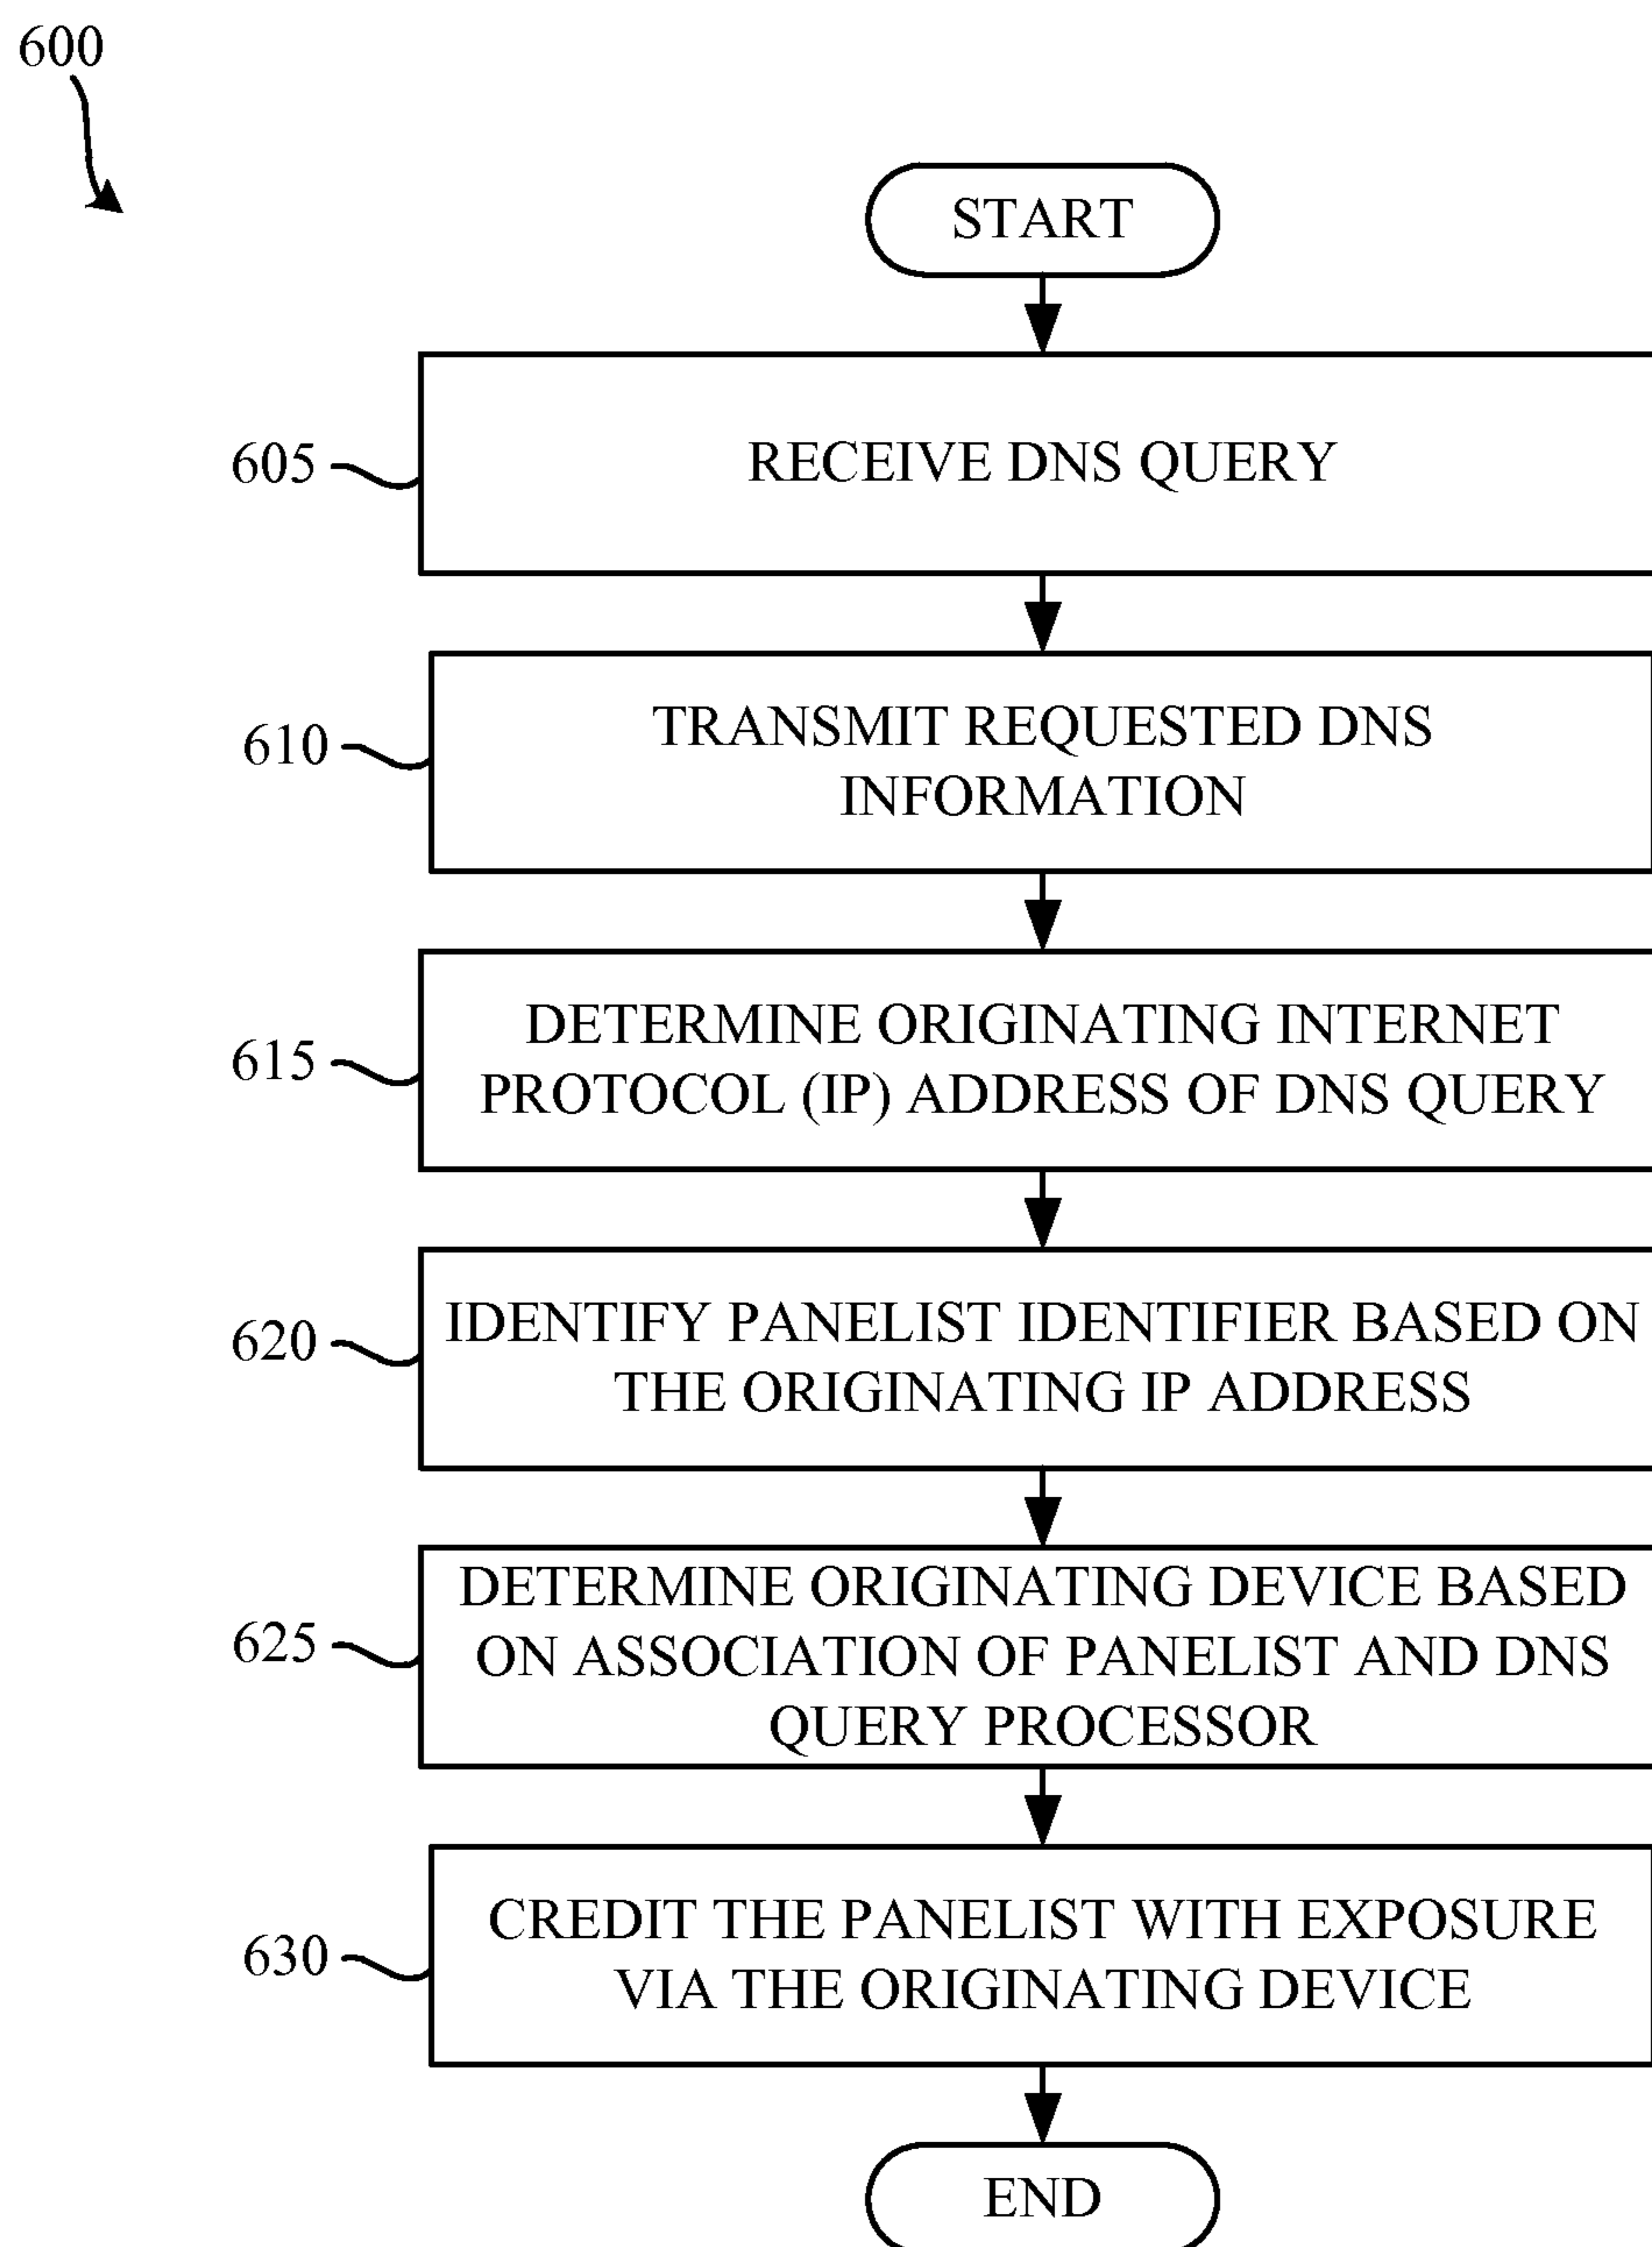 600
START
605
RECEIVE DNS QUERY
610
TRANSMIT REQUESTED DNS
INFORMATION
615
DETERMINE ORIGINATING INTERNET
PROTOCOL (IP) ADDRESS OF DNS QUERY
620
IDENTIFY PANELIST IDENTIFIER BASED ON
THE ORIGINATING IP ADDRESS
625
DETERMINE ORIGINATING DEVICE BASED
ON ASSOCIATION OF PANELIST AND DNS
QUERY PROCESSOR
630
CREDIT THE PANELIST WITH EXPOSURE
VIA THE ORIGINATING DEVICE
END